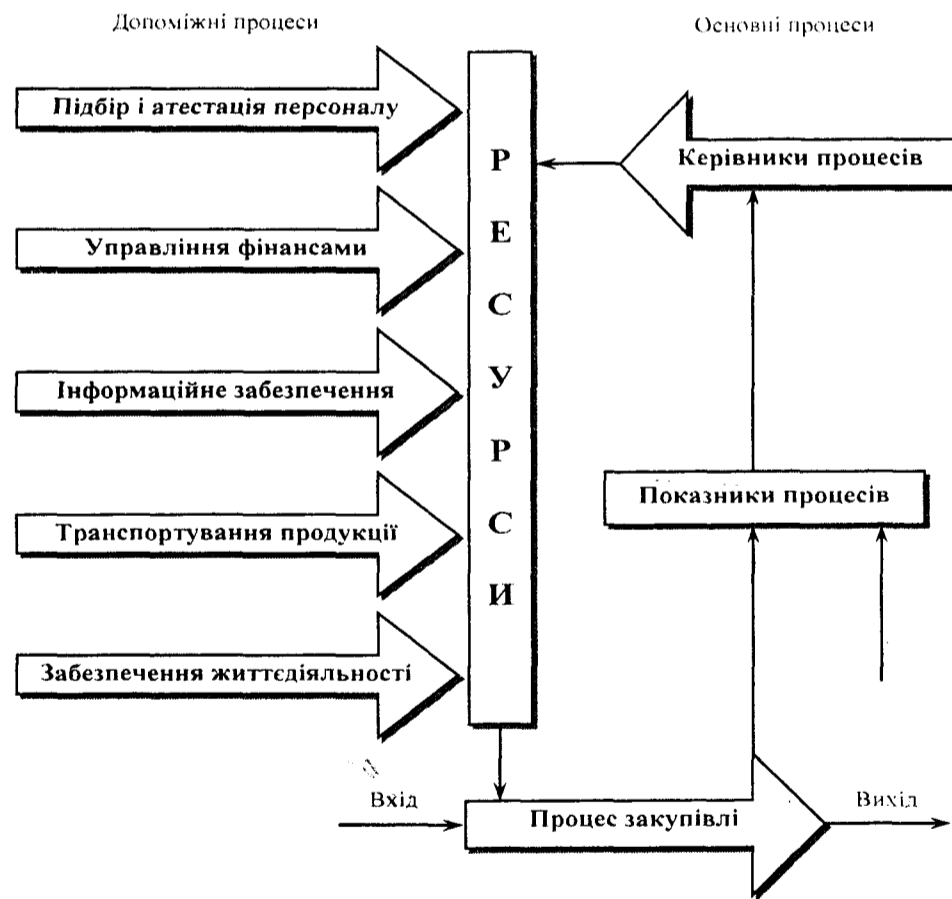 Допоміжні процеси
Основні процеси
Підбір і атестація персоналу
Керівники процесів
Управління фінансами
Інформаційне забезпечення
Показники процесів
Транспортування продукції
Забезпечення життєдіяльності
РЕСУРСИ
Вхід
Процес закупівлі
Вихід